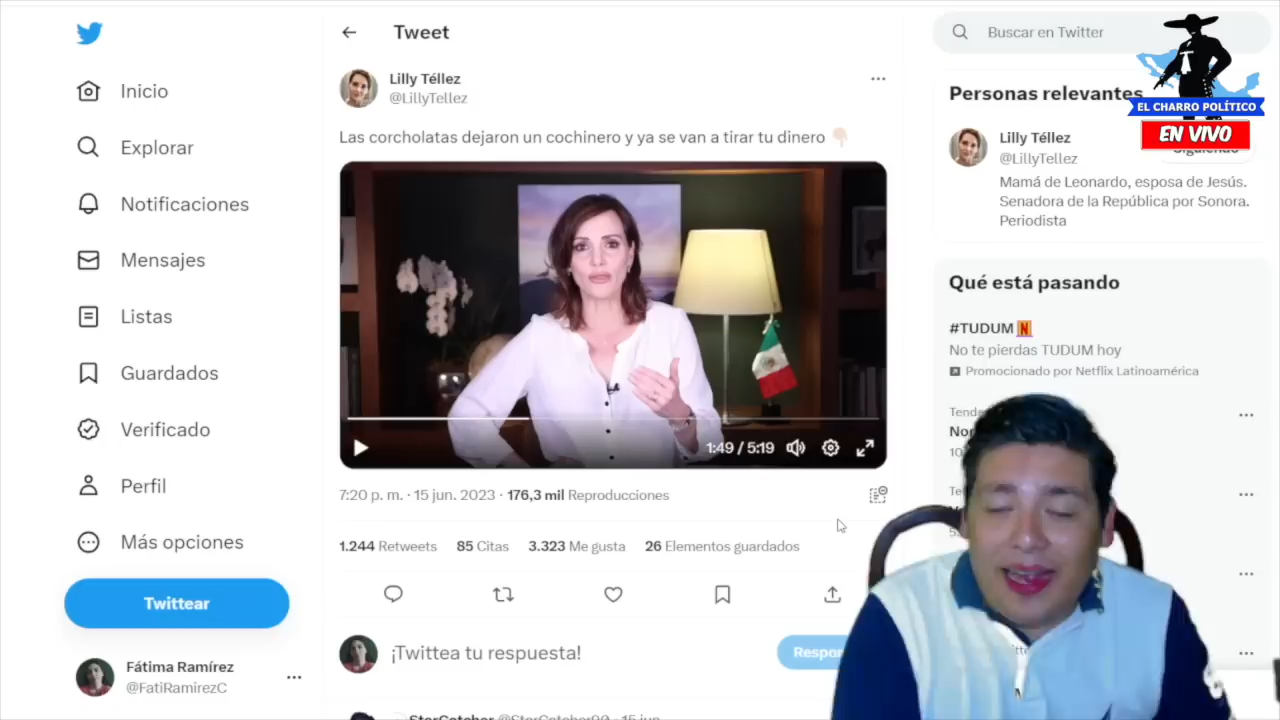 Inicio
Explorar
Notificaciones
Mensajes
Listas
Guardados
Verificado
Perfil
Más opciones
Twittear
Fátima Ramírez
@FatiRamirezC
Tweet
Lilly Téllez
@LillyTellez
Las corcholatas dejaron un cochinero y ya se van a tirar tu dinero
1:49 / 5:19
7:20 p. m. · 15 jun. 2023 · 176,3 mil Reproducciones
1.244 Retweets 85 Citas 3.323 Me gusta 26 Elementos guardados
¡Twittea tu respuesta!
StarCatcher @StarCatcher90 · 15 jun.
Buscar en Twitter
EL CHARRO POLÍTICO
EN VIVO
Personas relevantes
Lilly Téllez
@LillyTellez
Siguiendo
Mamá de Leonardo, esposa de Jesús.
Senadora de la República por Sonora.
Periodista
Qué está pasando
#TUDUM
No te pierdas TUDUM hoy
Promocionado por Netflix Latinoamérica